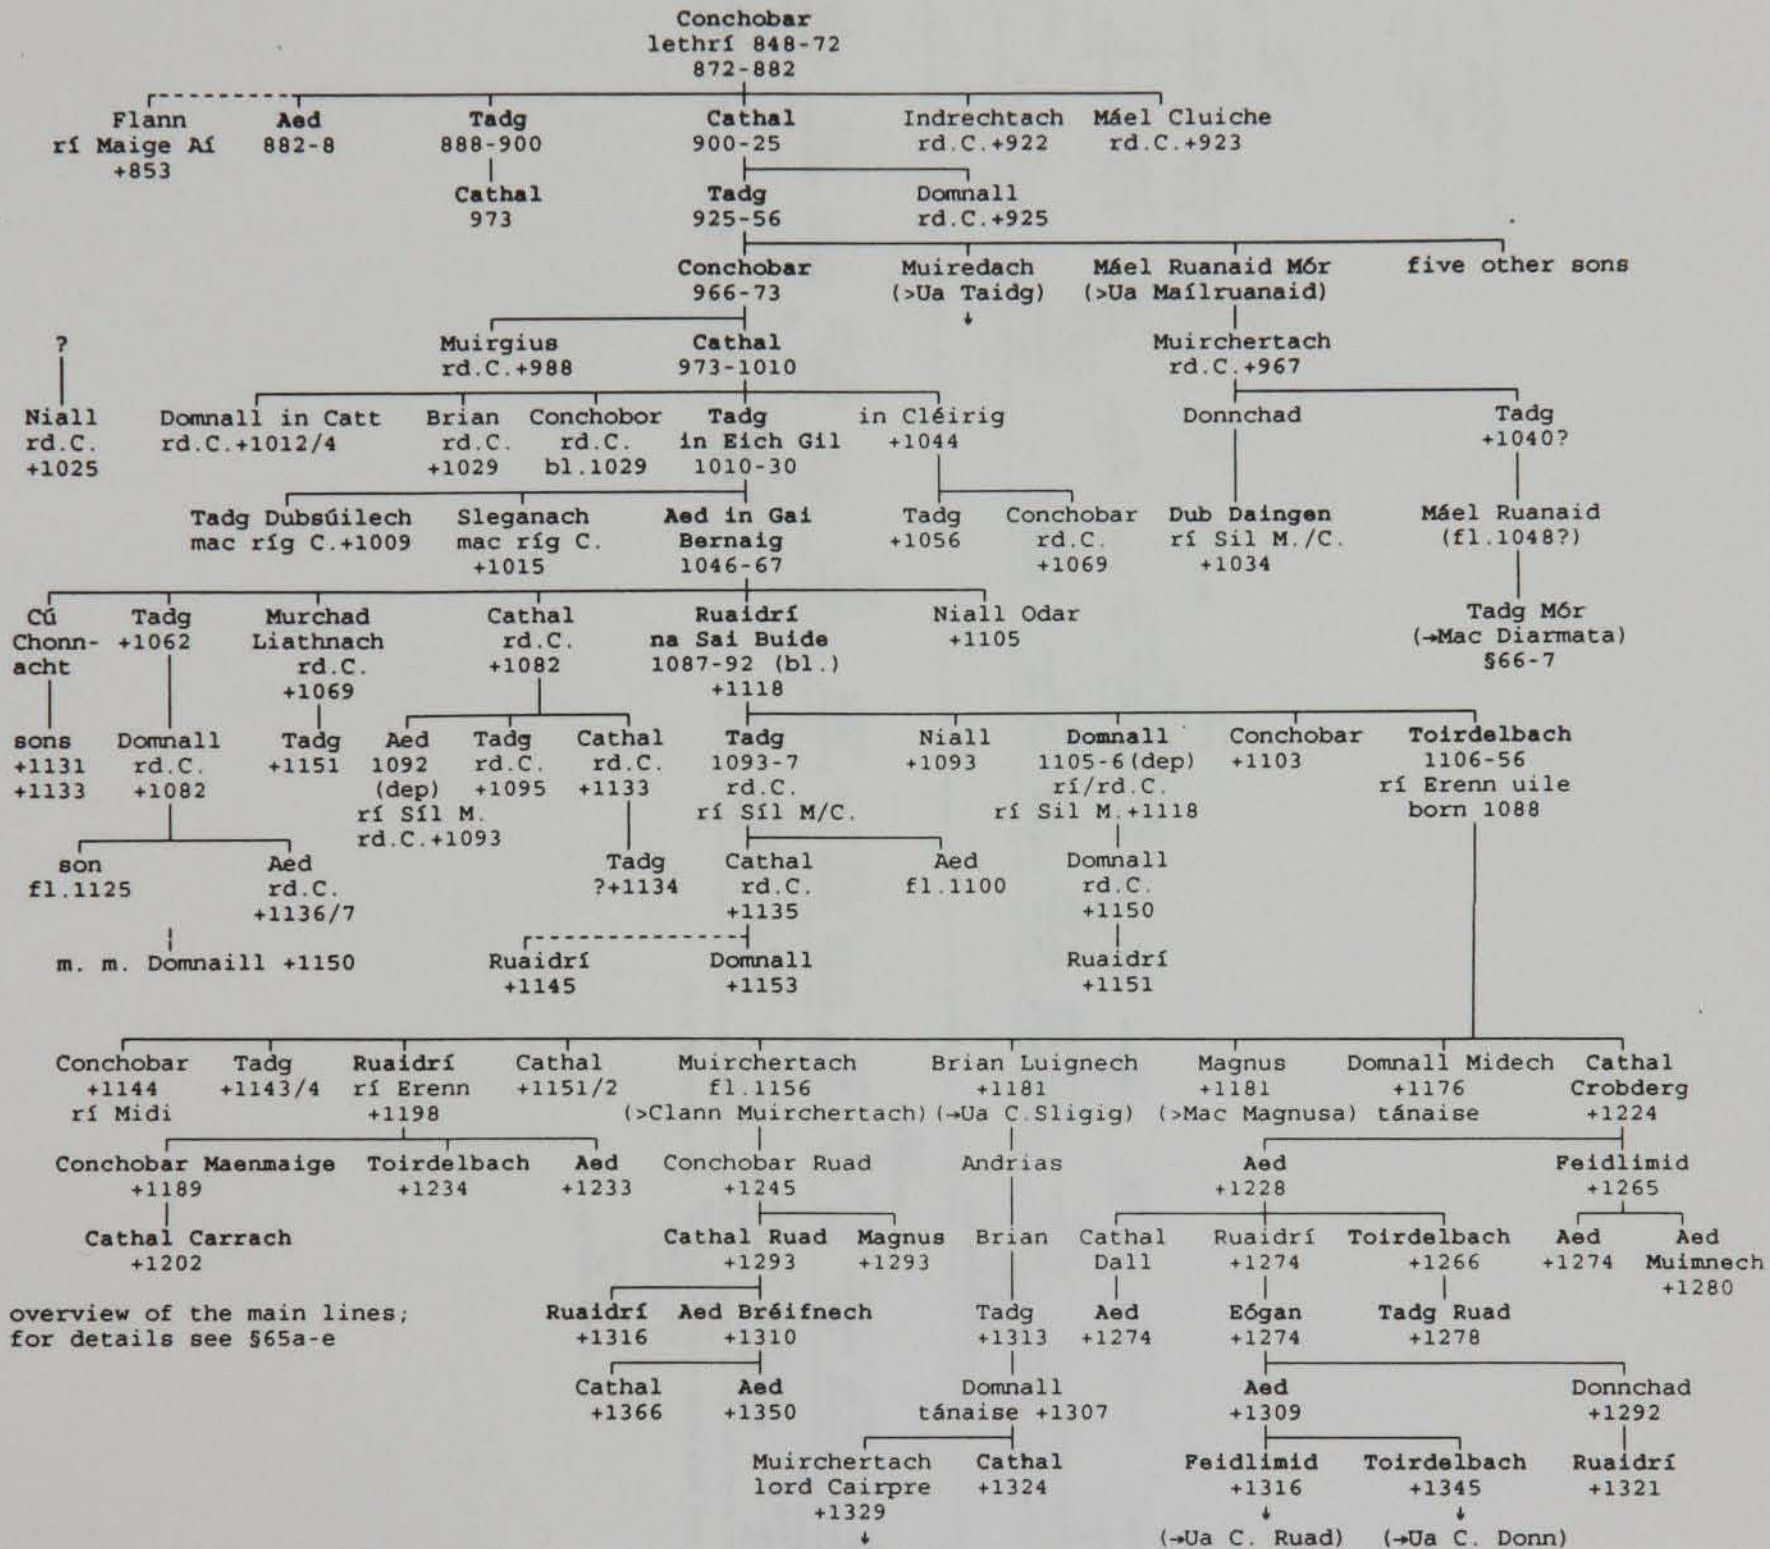 Conchobar
lethrí 848-72
872-882
Flann Aed Tadg Cathal Indrechtach Máel Cluiche
rí Maige Aí 882-8 888-900 900-25 rd.C.+922 rd.C.+923
+853
Cathal Tadg Domnall
973 925-56 rd.C.+925
Conchobar Muiredach Máel Ruanaid Mór five other sons
966-73 (>Ua Taidg) (>Ua Maílruanaid)
? Muirgius Cathal Muirchertach
rd.C.+988 973-1010 rd.C.+967
Niall Domnall in Catt Brian Conchobor Tadg in Cléirig Donnchad Tadg
rd.C. rd.C.+1012/4 rd.C. rd.C. in Eich Gil +1044 +1040?
+1025 +1029 bl.1029 1010-30
Tadg Dubsúilech Sleganach Aed in Gai Tadg Conchobar Dub Daingen Máel Ruanaid
mac ríg C.+1009 mac ríg C. Bernaig +1056 rd.C. rí Sil M./C. (fl.1048?)
+1015 1046-67 +1069 +1034
Cú Tadg Murchad Cathal Ruaidrí Niall Odar Tadg Mór
Chonn- +1062 Liathnach rd.C. na Sai Buide +1105 (→Mac Diarmata)
acht rd.C. +1082 1087-92 (bl.) §66-7
+1069 +1118
sons Domnall Tadg Aed Tadg Cathal Tadg Niall Domnall Conchobar Toirdelbach
+1131 rd.C. +1151 1092 rd.C. rd.C. 1093-7 +1093 1105-6(dep) +1103 1106-56
+1133 +1082 (dep) +1095 +1133 rd.C. rí/rd.C. rí Erenn uile
rí Síl M. rí Síl M/C. rí Sil M.+1118 born 1088
rd.C.+1093
son Aed Tadg Cathal Aed Domnall
fl.1125 rd.C. ?+1134 rd.C. fl.1100 rd.C.
+1136/7 +1135 +1150
m. m. Domnaill +1150 Ruaidrí Domnall Ruaidrí
+1145 +1153 +1151
Conchobar Tadg Ruaidrí Cathal Muirchertach Brian Luignech Magnus Domnall Midech Cathal
+1144 +1143/4 rí Erenn +1151/2 fl.1156 +1181 +1181 +1176 Crobderg
rí Midi +1198 (>Clann Muirchertach) (→Ua C.Sligig) (>Mac Magnusa) tánaise +1224
Conchobar Maenmaige Toirdelbach Aed Conchobar Ruad Andrias Aed Feidlimid
+1189 +1234 +1233 +1245 +1228 +1265
Cathal Carrach Cathal Ruad Magnus Brian Cathal Ruaidrí Toirdelbach Aed Aed
+1202 +1293 +1293 Dall +1274 +1266 +1274 Muimnech
+1280
overview of the main lines; Ruaidrí Aed Bréifnech Tadg Aed Eógan Tadg Ruad
for details see §65a-e +1316 +1310 +1313 +1274 +1274 +1278
Cathal Aed Domnall Aed Donnchad
+1366 +1350 tánaise +1307 +1309 +1292
Muirchertach Cathal Feidlimid Toirdelbach Ruaidrí
lord Cairpre +1324 +1316 +1345 +1321
+1329
(→Ua C. Ruad) (→Ua C. Donn)